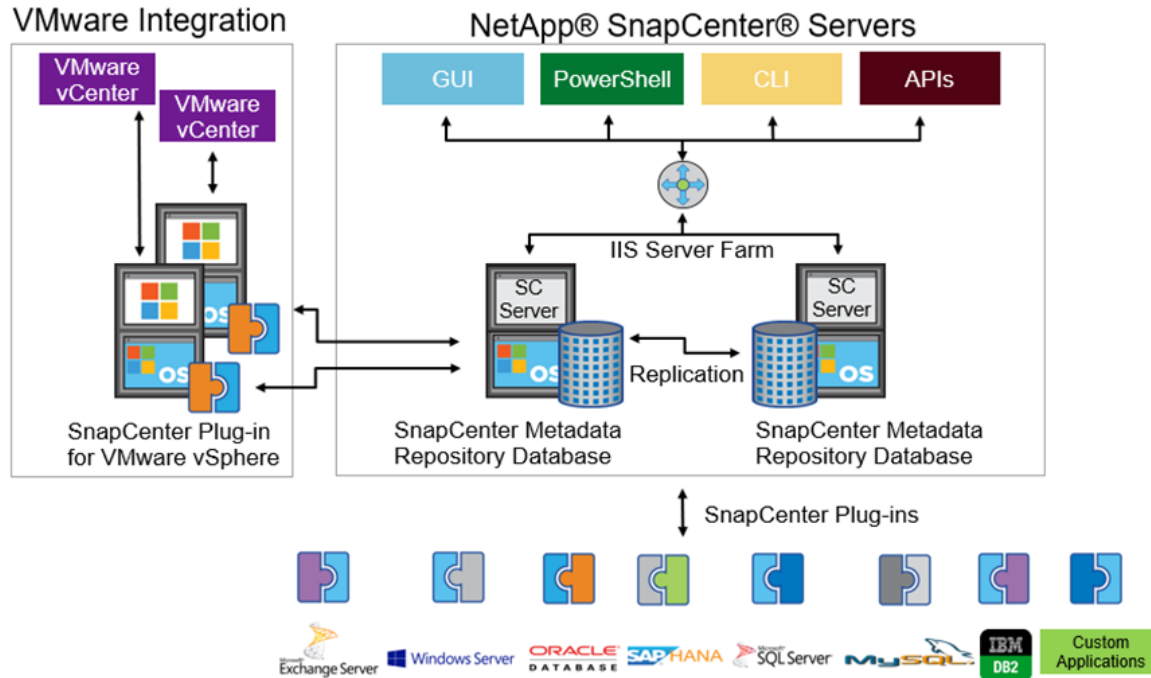 VMware Integration
NetApp® SnapCenter® Servers
VMware
vCenter
VMware
vCenter
GUI
PowerShell
CLI
APIs
IIS Server Farm
SC
Server
SC
Server
OS
OS
OS
OS
Replication
SnapCenter Plug-in
for VMware vSphere
SnapCenter Metadata
Repository Database
SnapCenter Metadata
Repository Database
SnapCenter Plug-ins
Microsoft
Exchange Server
Windows Server
ORACLE
DATABASE
SAP HANA
Microsoft
SQL Server
MySQL
IBM
DB2
Custom
Applications